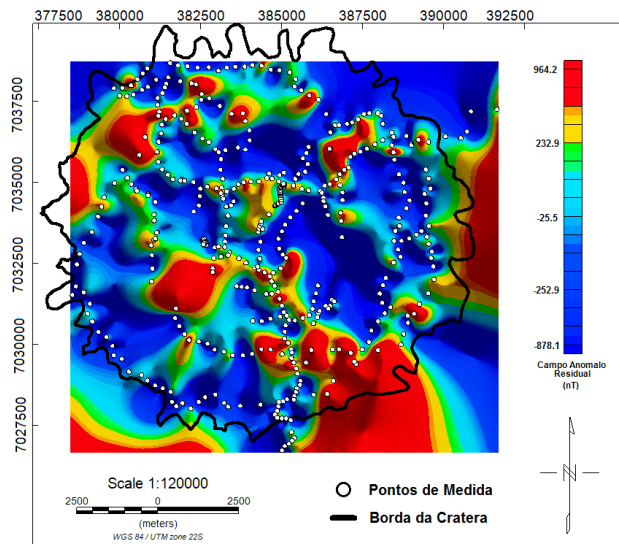 377500 380000 382500 385000 387500 390000 392500
7037500
7035000
7032500
7030000
7027500
964.2
232.9
-25.5
-252.9
-878.1
Campo Anomalo
Residual
(nT)
Scale 1:120000
2500 0 2500
(meters)
WGS 84 / UTM zone 22S
Pontos de Medida
Borda da Cratera
N